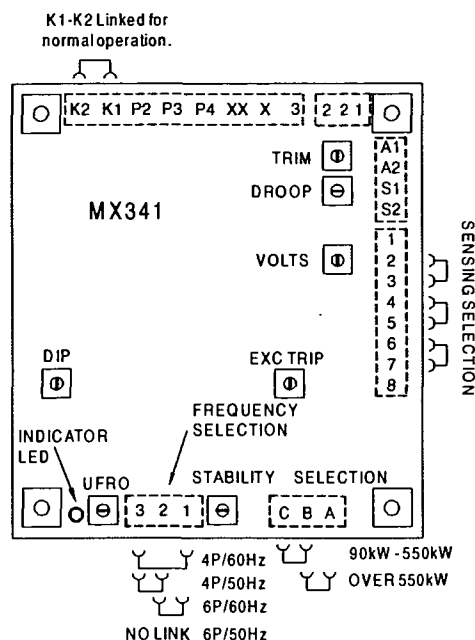 K1-K2 Linked for
normal operation.
K2 K1 P2 P3 P4 XX X 3 2 2 1
A1
A2
S1
S2
TRIM
DROOP
MX341
VOLTS
1
2
3
4
5
6
7
8
SENSING SELECTION
DIP
EXC TRIP
FREQUENCY
SELECTION
INDICATOR
LED
UFRO
STABILITY SELECTION
3 2 1
C B A
4P/60Hz
90kW - 550kW
4P/50Hz
OVER 550kW
6P/60Hz
NO LINK 6P/50Hz